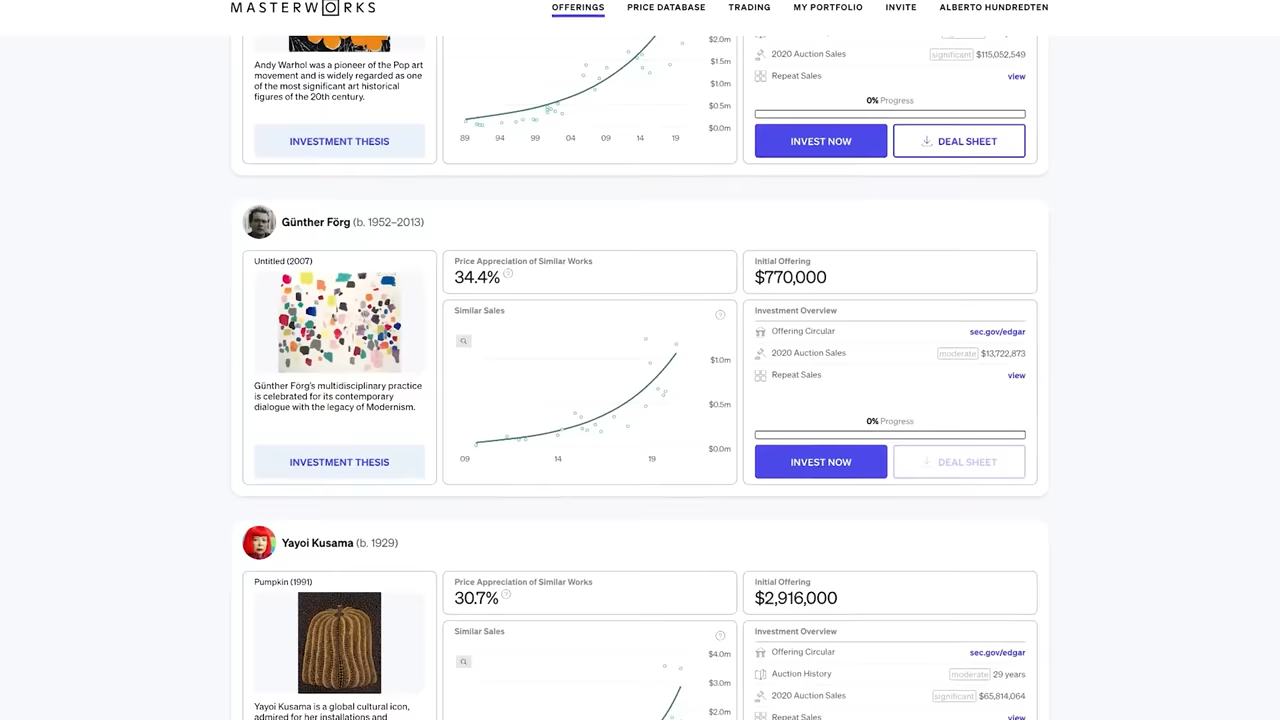 MASTERWORKS
OFFERINGS PRICE DATABASE TRADING MY PORTFOLIO INVITE ALBERTO HUNDREDTEN
Andy Warhol was a pioneer of the Pop art
movement and is widely regarded as one
of the most significant art historical
figures of the 20th century.
INVESTMENT THESIS
$2.0m
$1.5m
$1.0m
$0.5m
$0.0m
89 94 99 04 09 14 19
2020 Auction Sales significant $115,052,549
Repeat Sales view
0% Progress
INVEST NOW DEAL SHEET
Günther Förg (b. 1952–2013)
Untitled (2007)
Günther Förg's multidisciplinary practice
is celebrated for its contemporary
dialogue with the legacy of Modernism.
INVESTMENT THESIS
Price Appreciation of Similar Works
34.4% ?
Similar Sales ?
$1.0m
$0.5m
$0.0m
09 14 19
Initial Offering
$770,000
Investment Overview
Offering Circular sec.gov/edgar
2020 Auction Sales moderate $13,722,873
Repeat Sales view
0% Progress
INVEST NOW DEAL SHEET
Yayoi Kusama (b. 1929)
Pumpkin (1991)
Yayoi Kusama is a global cultural icon,
admired for her installations and
Price Appreciation of Similar Works
30.7% ?
Similar Sales ?
$4.0m
$3.0m
$2.0m
Initial Offering
$2,916,000
Investment Overview
Offering Circular sec.gov/edgar
Auction History moderate 29 years
2020 Auction Sales significant $65,814,064
Repeat Sales view